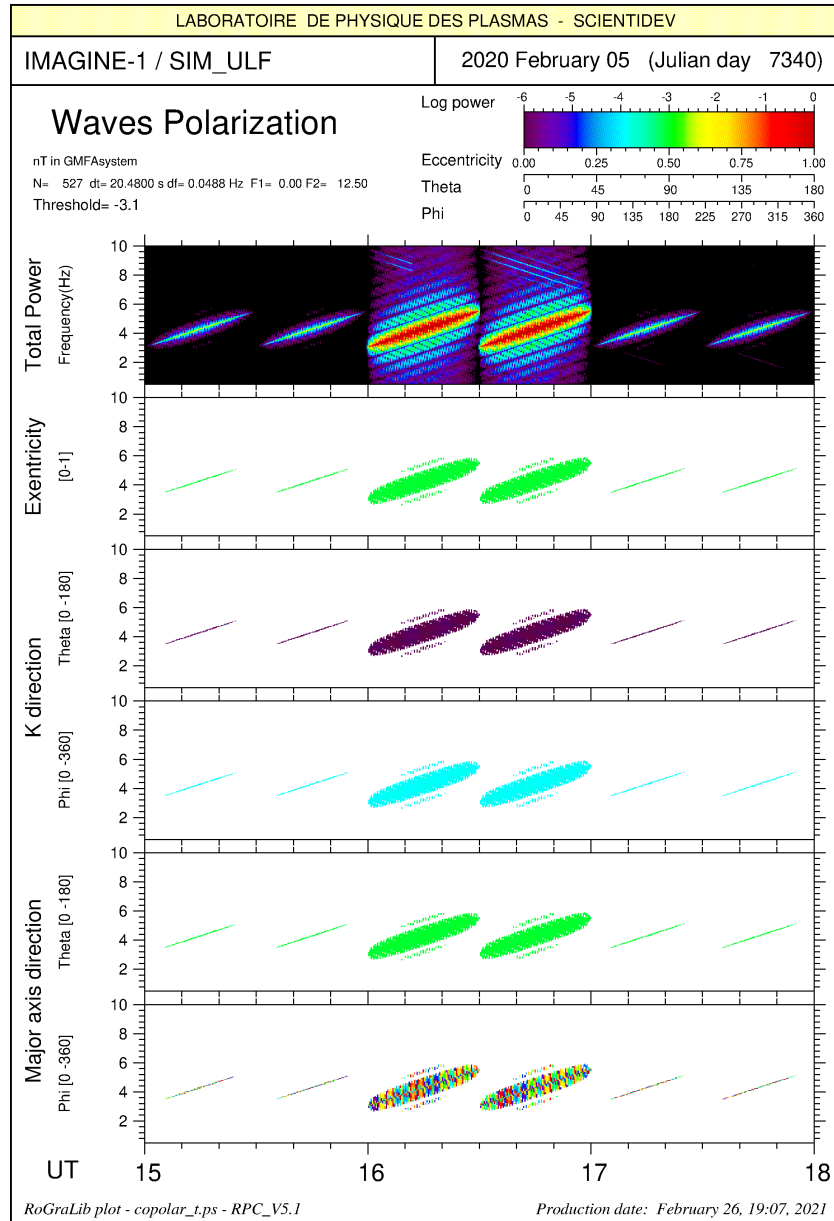 LABORATOIRE DE PHYSIQUE DES PLASMAS - SCIENTIDEV
IMAGINE-1 / SIM_ULF
2020 February 05 (Julian day 7340)
Waves Polarization
nT in GMFAsystem
N= 527 dt= 20.4800 s df= 0.0488 Hz F1= 0.00 F2= 12.50
Threshold= -3.1
Log power
-6 -5 -4 -3 -2 -1 0
Eccentricity 0.00 0.25 0.50 0.75 1.00
Theta 0 45 90 135 180
Phi 0 45 90 135 180 225 270 315 360
Total Power
Frequency(Hz)
10
8
6
4
2
Exentricity
[0-1]
10
8
6
4
2
K direction
Theta [0 -180]
10
8
6
4
2
Phi [0 -360]
10
8
6
4
2
Major axis direction
Theta [0 -180]
10
8
6
4
2
Phi [0 -360]
10
8
6
4
2
UT 15 16 17 18
RoGraLib plot - copolar_t.ps - RPC_V5.1
Production date: February 26, 19:07, 2021